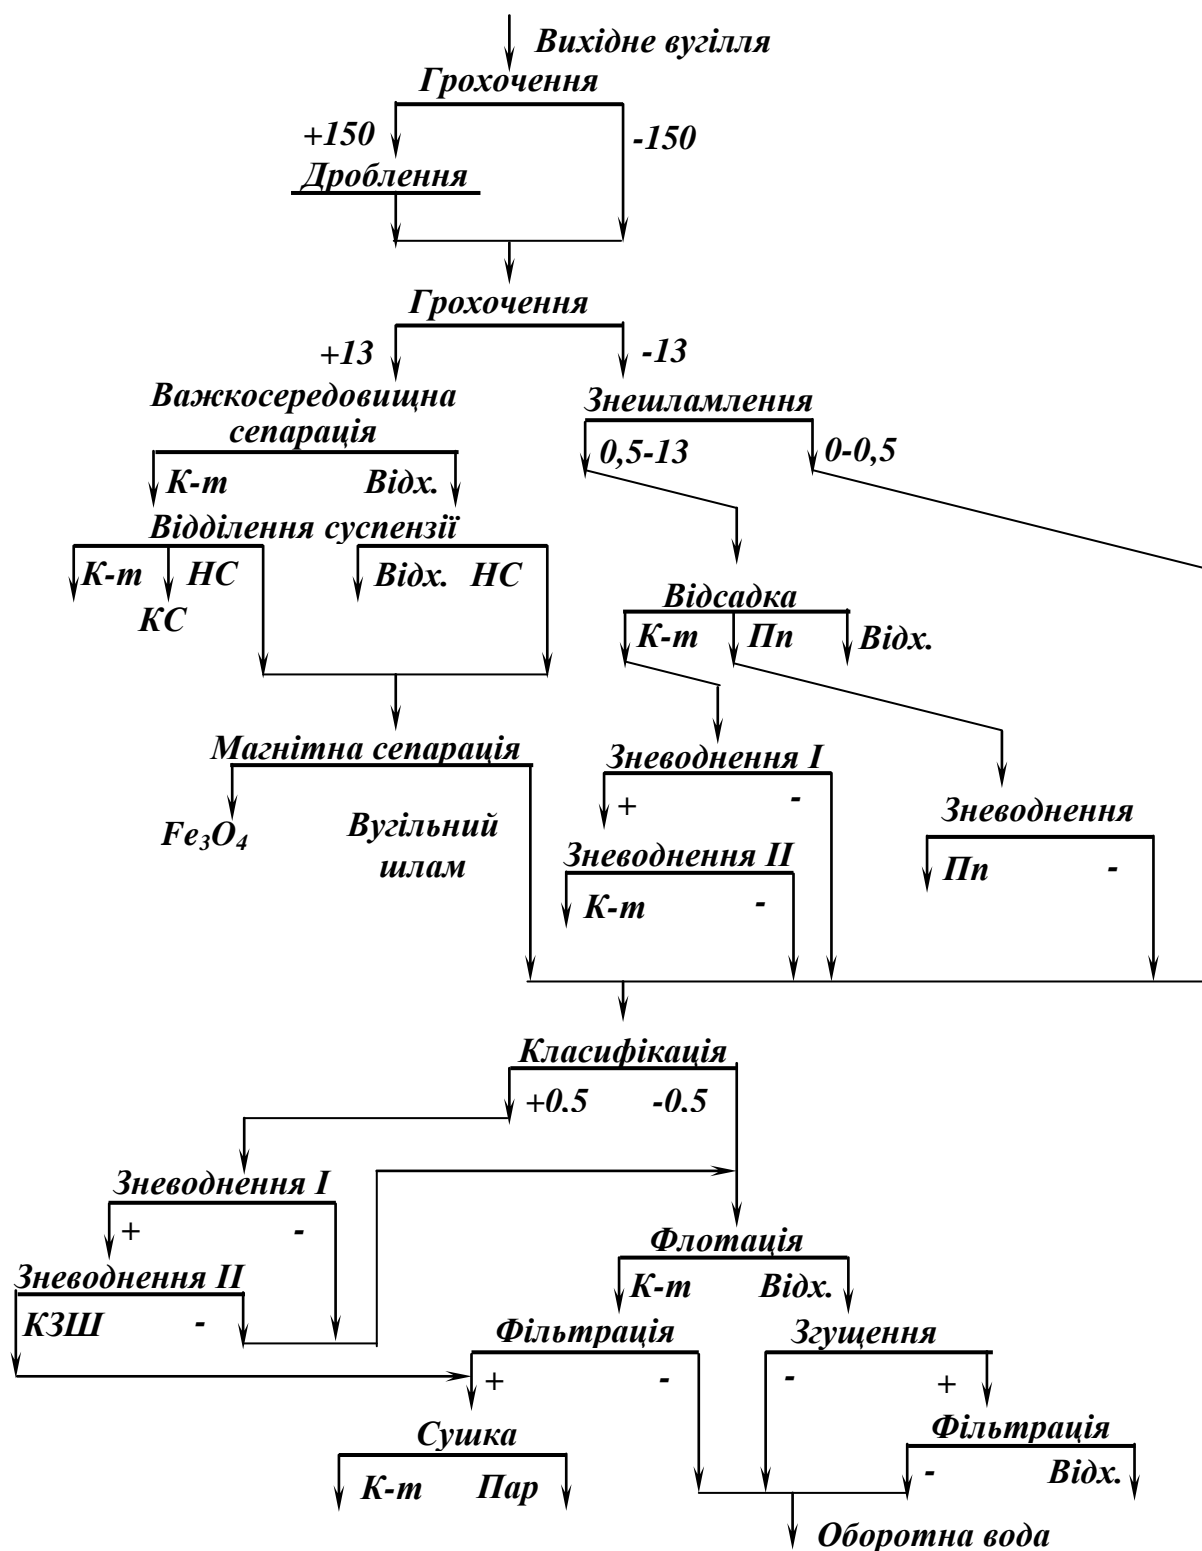 Вихідне вугілля
Грохочення
+150
-150
Дроблення
Грохочення
+13
-13
Важкосередовищна
сепарація
Знешламлення
0,5-13
0-0,5
К-т
Відх.
Відділення суспензії
К-т
НС
Відх.
НС
КС
Відсадка
К-т
Пп
Відх.
Магнітна сепарація
Зневоднення І
+
-
Зневоднення
Fe3O4
Вугільний
шлам
Зневоднення ІІ
Пп
-
К-т
-
Класифікація
+0.5
-0.5
Зневоднення І
+
-
Флотація
Зневоднення ІІ
К-т
Відх.
КЗШ
-
Фільтрація
Згущення
+
-
-
+
Сушка
Фільтрація
К-т
Пар
-
Відх.
Оборотна вода